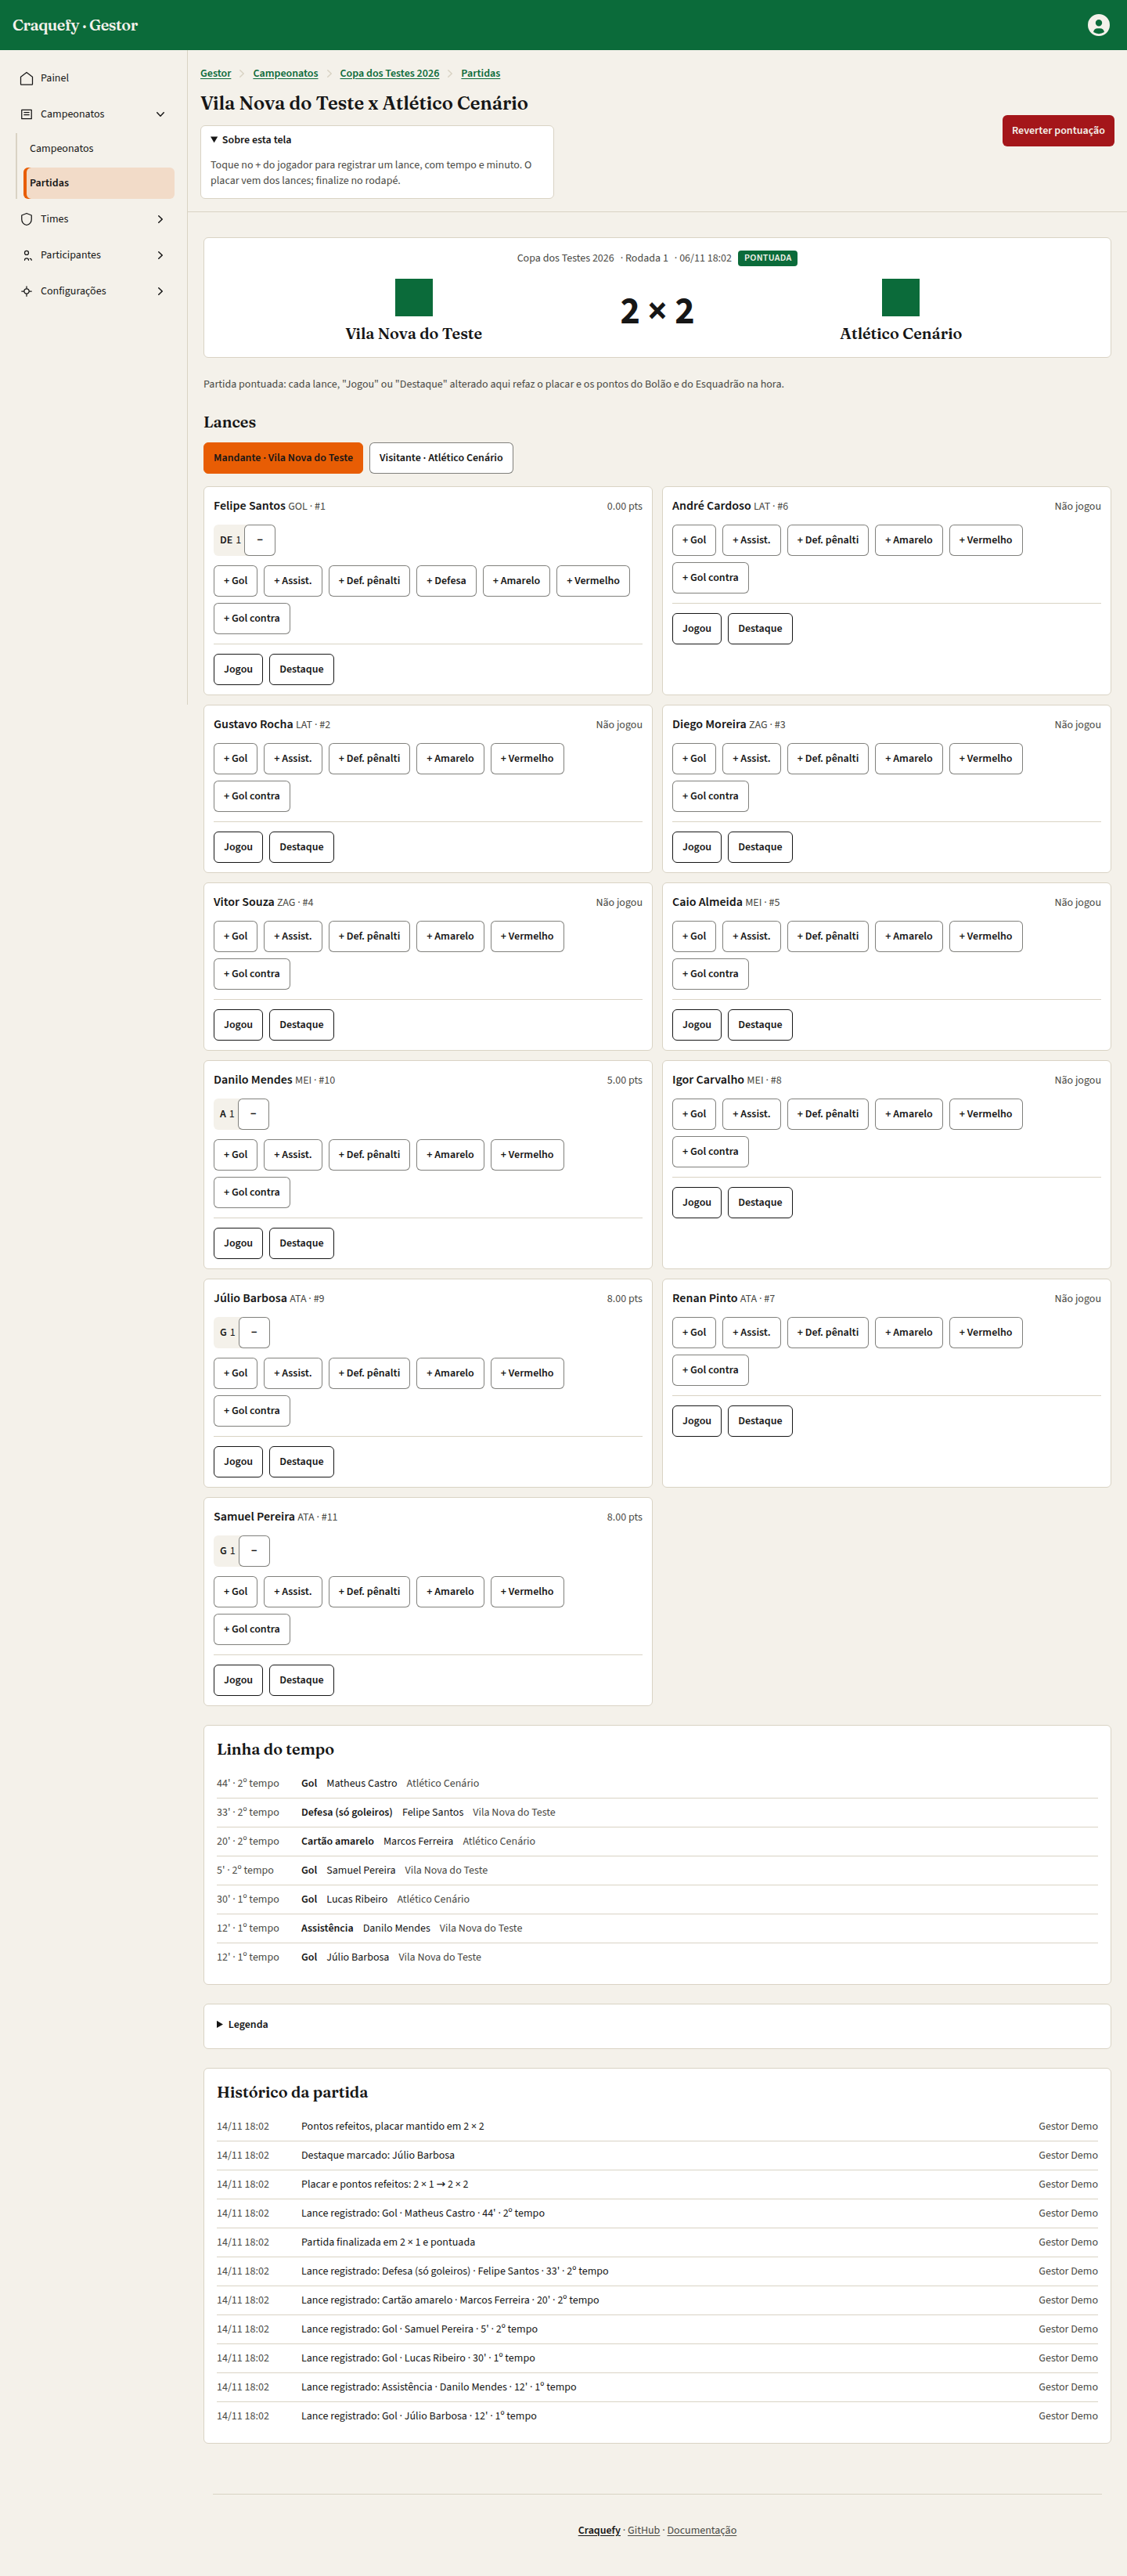 Craquefy · Gestor
Painel
Campeonatos
Campeonatos
Partidas
Times
Participantes
Configurações
Gestor
Campeonatos
Copa dos Testes 2026
Partidas
Vila Nova do Teste x Atlético Cenário
Sobre esta tela
Toque no + do jogador para registrar um lance, com tempo e minuto. O
placar vem dos lances; finalize no rodapé.
Reverter pontuação
Copa dos Testes 2026 · Rodada 1 · 06/11 18:02 PONTUADA
Vila Nova do Teste
2 × 2
Atlético Cenário
Partida pontuada: cada lance, "Jogou" ou "Destaque" alterado aqui refaz o placar e os pontos do Bolão e do Esquadrão na hora.
Lances
Mandante · Vila Nova do Teste
Visitante · Atlético Cenário
Felipe Santos GOL · #1 0.00 pts
DE 1 −
+ Gol + Assist. + Def. pênalti + Defesa + Amarelo + Vermelho
+ Gol contra
Jogou Destaque
André Cardoso LAT · #6 Não jogou
+ Gol + Assist. + Def. pênalti + Amarelo + Vermelho
+ Gol contra
Jogou Destaque
Gustavo Rocha LAT · #2 Não jogou
+ Gol + Assist. + Def. pênalti + Amarelo + Vermelho
+ Gol contra
Jogou Destaque
Diego Moreira ZAG · #3 Não jogou
+ Gol + Assist. + Def. pênalti + Amarelo + Vermelho
+ Gol contra
Jogou Destaque
Vitor Souza ZAG · #4 Não jogou
+ Gol + Assist. + Def. pênalti + Amarelo + Vermelho
+ Gol contra
Jogou Destaque
Caio Almeida MEI · #5 Não jogou
+ Gol + Assist. + Def. pênalti + Amarelo + Vermelho
+ Gol contra
Jogou Destaque
Danilo Mendes MEI · #10 5.00 pts
A 1 −
+ Gol + Assist. + Def. pênalti + Amarelo + Vermelho
+ Gol contra
Jogou Destaque
Igor Carvalho MEI · #8 Não jogou
+ Gol + Assist. + Def. pênalti + Amarelo + Vermelho
+ Gol contra
Jogou Destaque
Júlio Barbosa ATA · #9 8.00 pts
G 1 −
+ Gol + Assist. + Def. pênalti + Amarelo + Vermelho
+ Gol contra
Jogou Destaque
Renan Pinto ATA · #7 Não jogou
+ Gol + Assist. + Def. pênalti + Amarelo + Vermelho
+ Gol contra
Jogou Destaque
Samuel Pereira ATA · #11 8.00 pts
G 1 −
+ Gol + Assist. + Def. pênalti + Amarelo + Vermelho
+ Gol contra
Jogou Destaque
Linha do tempo
44' · 2º tempo Gol Matheus Castro Atlético Cenário
33' · 2º tempo Defesa (só goleiros) Felipe Santos Vila Nova do Teste
20' · 2º tempo Cartão amarelo Marcos Ferreira Atlético Cenário
5' · 2º tempo Gol Samuel Pereira Vila Nova do Teste
30' · 1º tempo Gol Lucas Ribeiro Atlético Cenário
12' · 1º tempo Assistência Danilo Mendes Vila Nova do Teste
12' · 1º tempo Gol Júlio Barbosa Vila Nova do Teste
Legenda
Histórico da partida
14/11 18:02 Pontos refeitos, placar mantido em 2 × 2 Gestor Demo
14/11 18:02 Destaque marcado: Júlio Barbosa Gestor Demo
14/11 18:02 Placar e pontos refeitos: 2 × 1 → 2 × 2 Gestor Demo
14/11 18:02 Lance registrado: Gol · Matheus Castro · 44' · 2º tempo Gestor Demo
14/11 18:02 Partida finalizada em 2 × 1 e pontuada Gestor Demo
14/11 18:02 Lance registrado: Defesa (só goleiros) · Felipe Santos · 33' · 2º tempo Gestor Demo
14/11 18:02 Lance registrado: Cartão amarelo · Marcos Ferreira · 20' · 2º tempo Gestor Demo
14/11 18:02 Lance registrado: Gol · Samuel Pereira · 5' · 2º tempo Gestor Demo
14/11 18:02 Lance registrado: Gol · Lucas Ribeiro · 30' · 1º tempo Gestor Demo
14/11 18:02 Lance registrado: Assistência · Danilo Mendes · 12' · 1º tempo Gestor Demo
14/11 18:02 Lance registrado: Gol · Júlio Barbosa · 12' · 1º tempo Gestor Demo
Craquefy · GitHub · Documentação